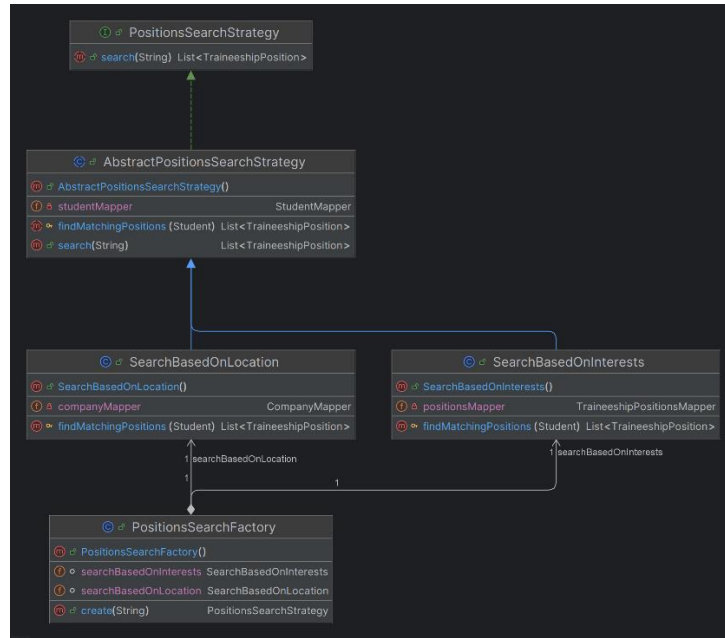 PositionsSearchStrategy
search(String) List<TraineeshipPosition>
AbstractPositionsSearchStrategy
AbstractPositionsSearchStrategy()
studentMapper StudentMapper
findMatchingPositions (Student) List<TraineeshipPosition>
search(String) List<TraineeshipPosition>
SearchBasedOnLocation
SearchBasedOnLocation()
companyMapper CompanyMapper
findMatchingPositions (Student) List<TraineeshipPosition>
SearchBasedOnInterests
SearchBasedOnInterests()
positionsMapper TraineeshipPositionsMapper
findMatchingPositions (Student) List<TraineeshipPosition>
1 searchBasedOnLocation
1 searchBasedOnInterests
1
1
PositionsSearchFactory
PositionsSearchFactory()
searchBasedOnInterests SearchBasedOnInterests
searchBasedOnLocation SearchBasedOnLocation
create(String) PositionsSearchStrategy